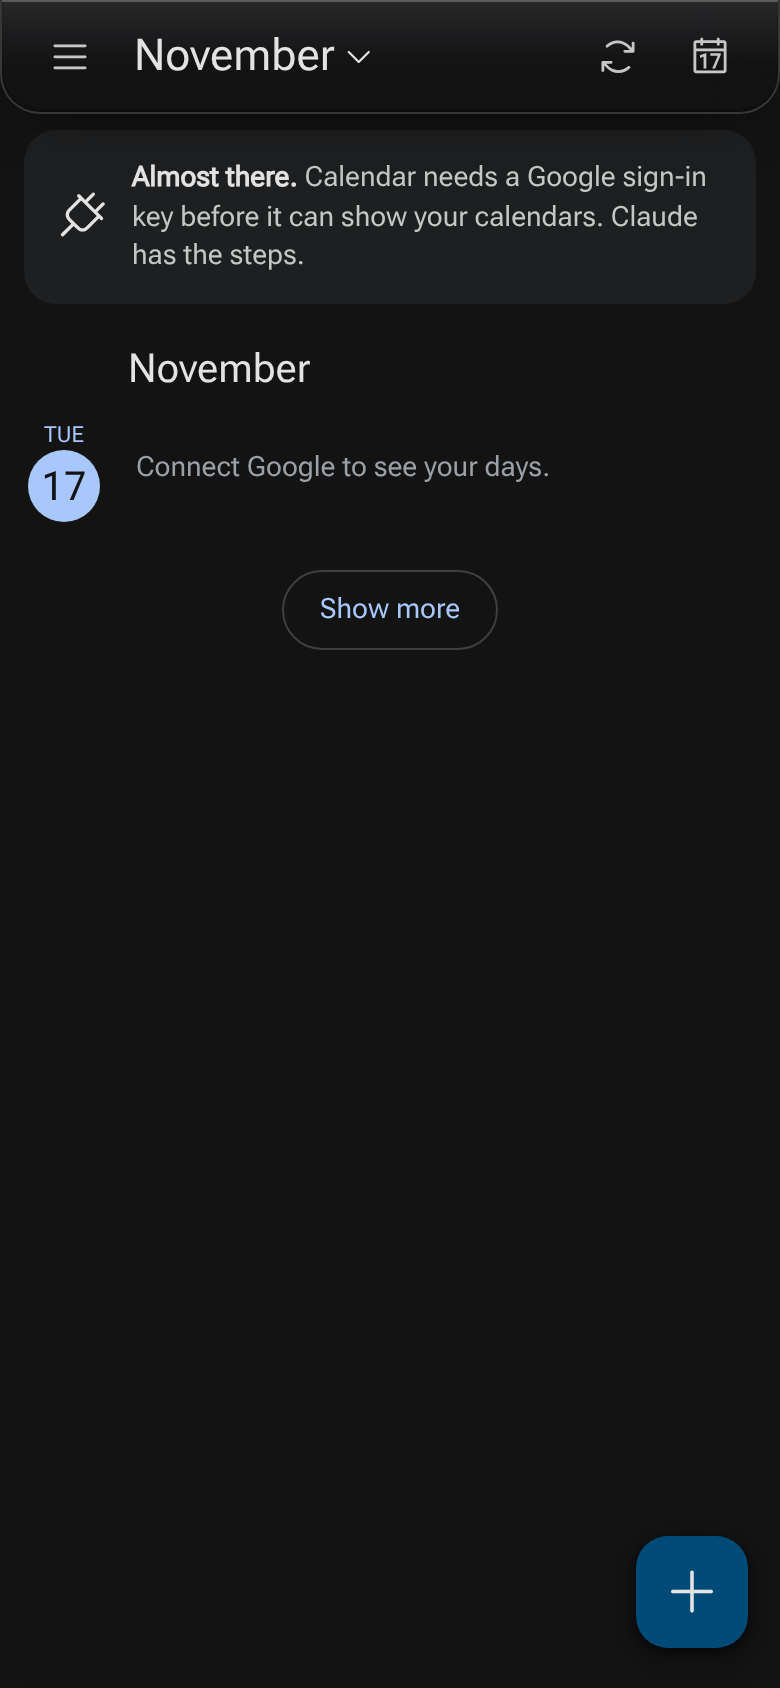 November
17
Almost there. Calendar needs a Google sign-in
key before it can show your calendars. Claude
has the steps.
November
TUE
17
Connect Google to see your days.
Show more